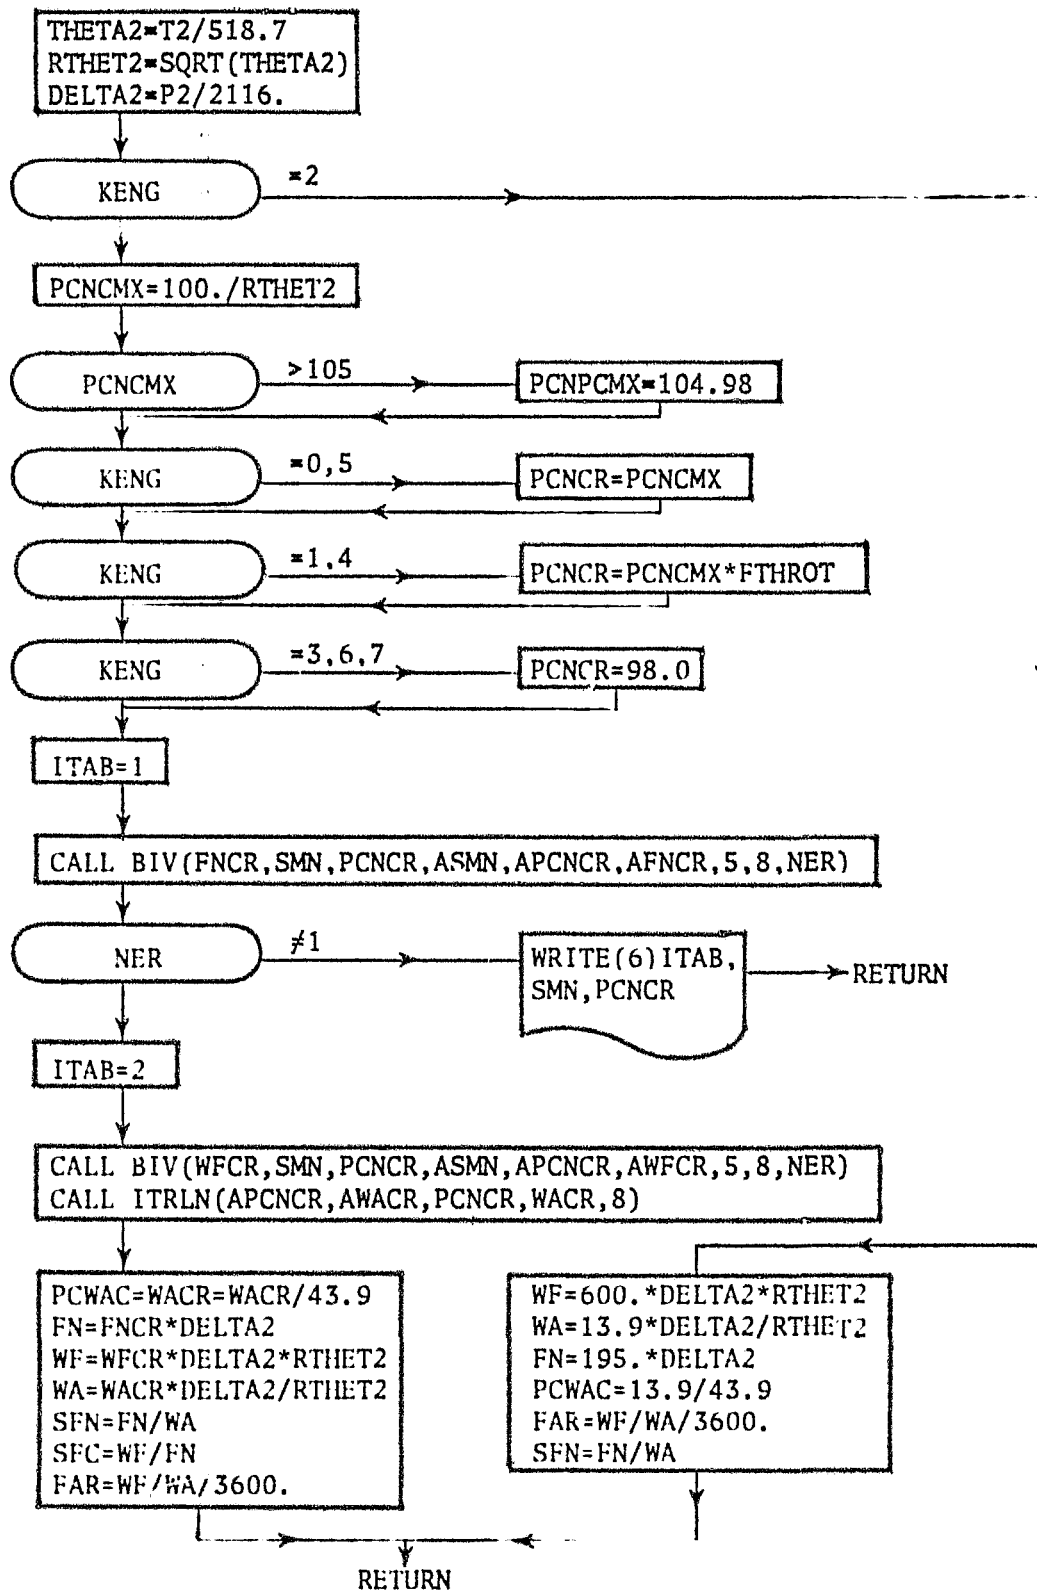 THETA2=T2/518.7
RTHET2=SQRT(THETA2)
DELTA2=P2/2116.
KENG
=2
PCNCMX=100./RTHET2
PCNCMX
>105
PCNPCMX=104.98
KENG
=0,5
PCNCR=PCNCMX
KENG
=1,4
PCNCR=PCNCMX*FTHROT
KENG
=3,6,7
PCNCR=98.0
ITAB=1
CALL BIV(FNCR,SMN,PCNCR,ASMN,APCNCR,AFNCR,5,8,NER)
NER
≠1
WRITE(6)ITAB,
SMN,PCNCR
RETURN
ITAB=2
CALL BIV(WFCR,SMN,PCNCR,ASMN,APCNCR,AWFCR,5,8,NER)
CALL ITRLN(APCNCR,AWACR,PCNCR,WACR,8)
PCWAC=WACR=WACR/43.9
FN=FNCR*DELTA2
WF=WFCR*DELTA2*RTHET2
WA=WACR*DELTA2/RTHET2
SFN=FN/WA
SFC=WF/FN
FAR=WF/WA/3600.
WF=600.*DELTA2*RTHET2
WA=13.9*DELTA2/RTHET2
FN=195.*DELTA2
PCWAC=13.9/43.9
FAR=WF/WA/3600.
SFN=FN/WA
RETURN